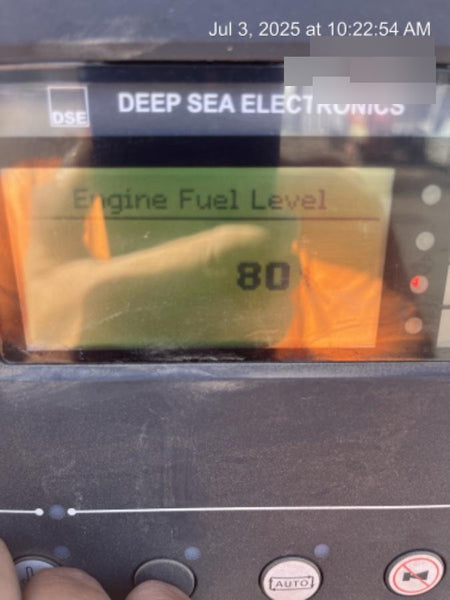 Jul 3, 2025 at 10:22:54 AM
DSE
DEEP SEA ELECTRONICS
Engine Fuel Level
80
AUTO